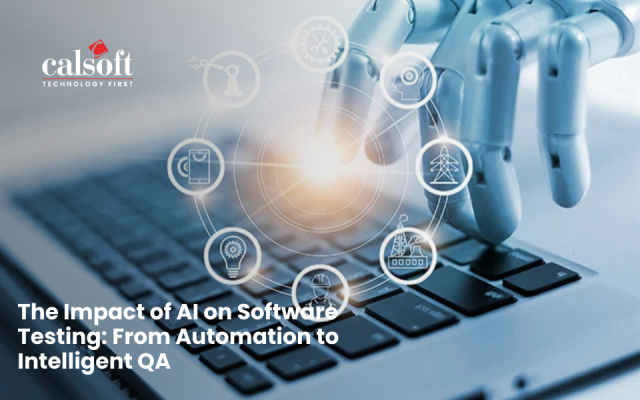 calsoft
TECHNOLOGY FIRST
The Impact of AI on Software
Testing: From Automation to
Intelligent QA